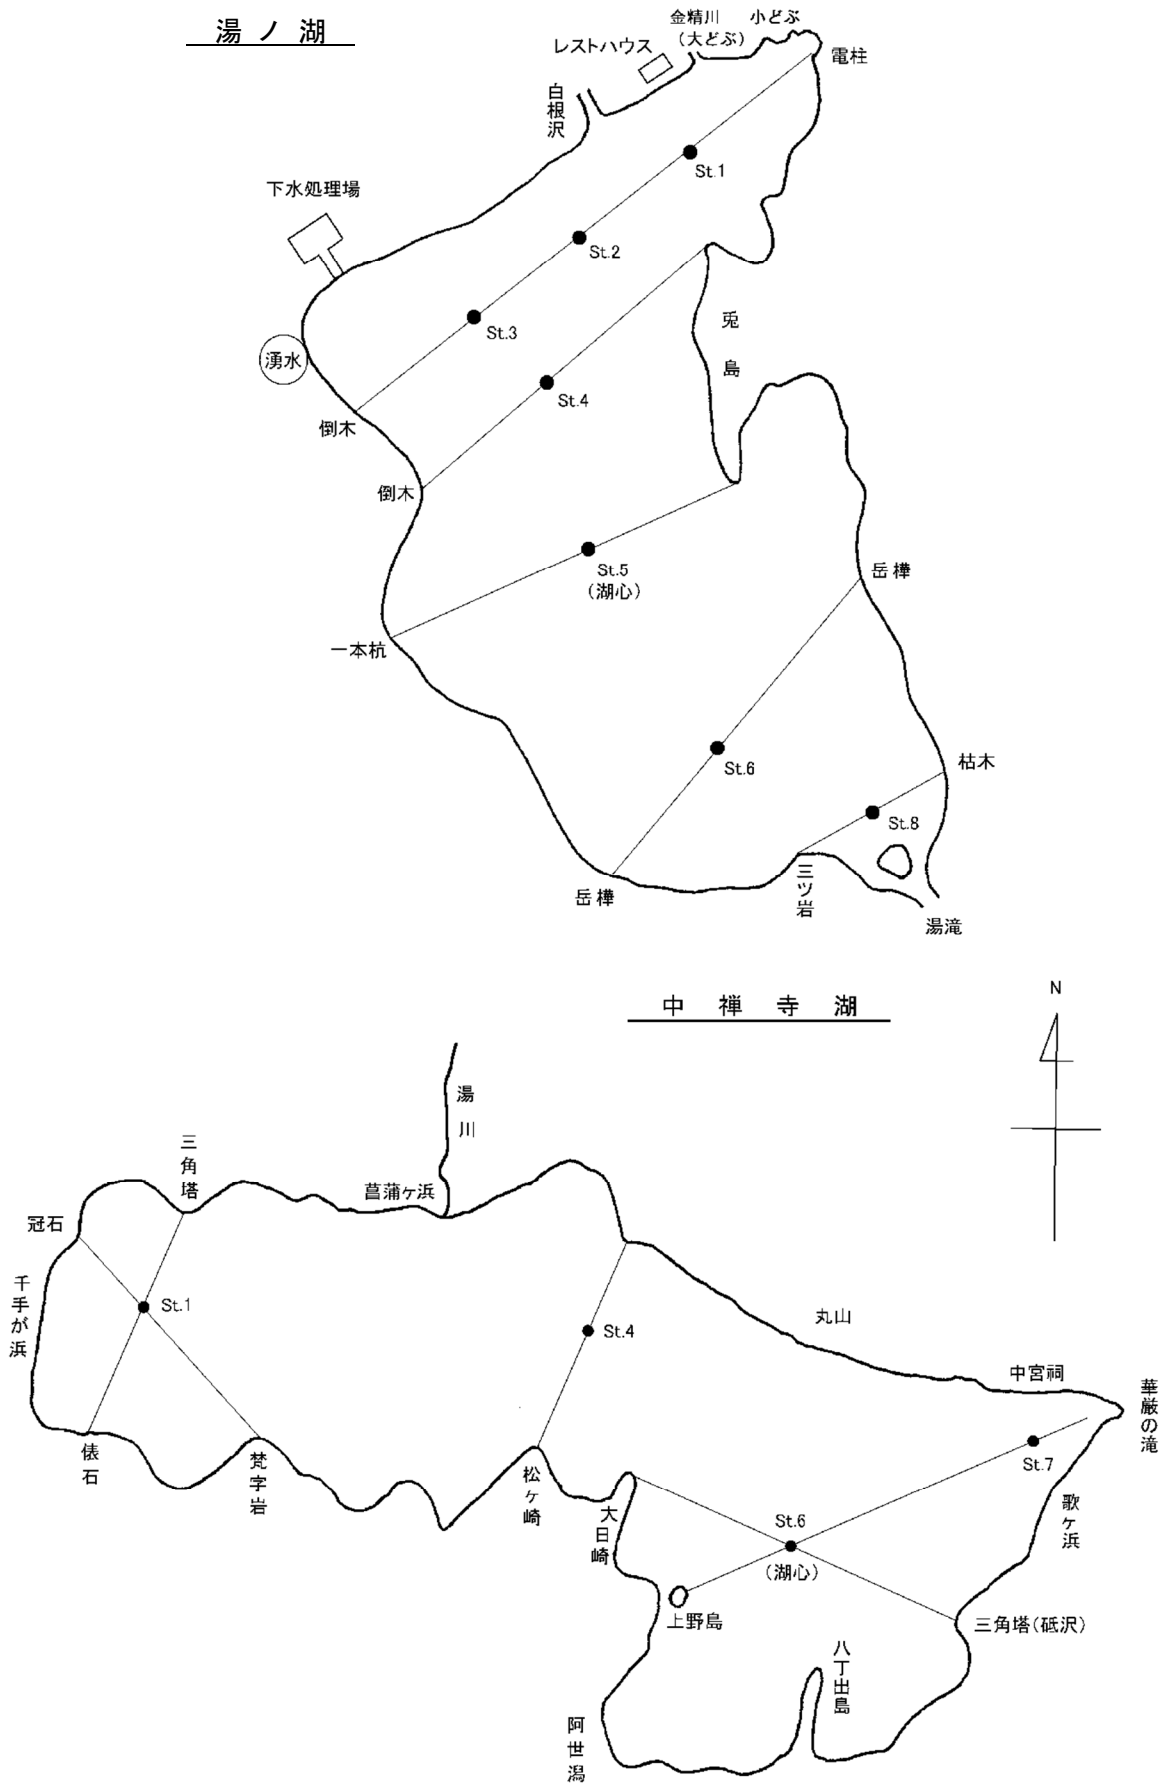 湯ノ湖
金精川
(大どぶ)
小どぶ
レストハウス
電柱
白根沢
St.1
下水処理場
St.2
St.3
湧水
兎島
St.4
倒木
倒木
St.5
(湖心)
岳樺
一本杭
St.6
枯木
St.8
三ツ岩
岳樺
湯滝
中禅寺湖
N
湯川
三角塔
菖蒲ヶ浜
冠石
千手が浜
St.1
St.4
丸山
中宮祠
華厳の滝
俵石
梵字岩
松ヶ崎
大日崎
St.7
歌ヶ浜
St.6
(湖心)
上野島
三角塔(砥沢)
八丁出島
阿世潟